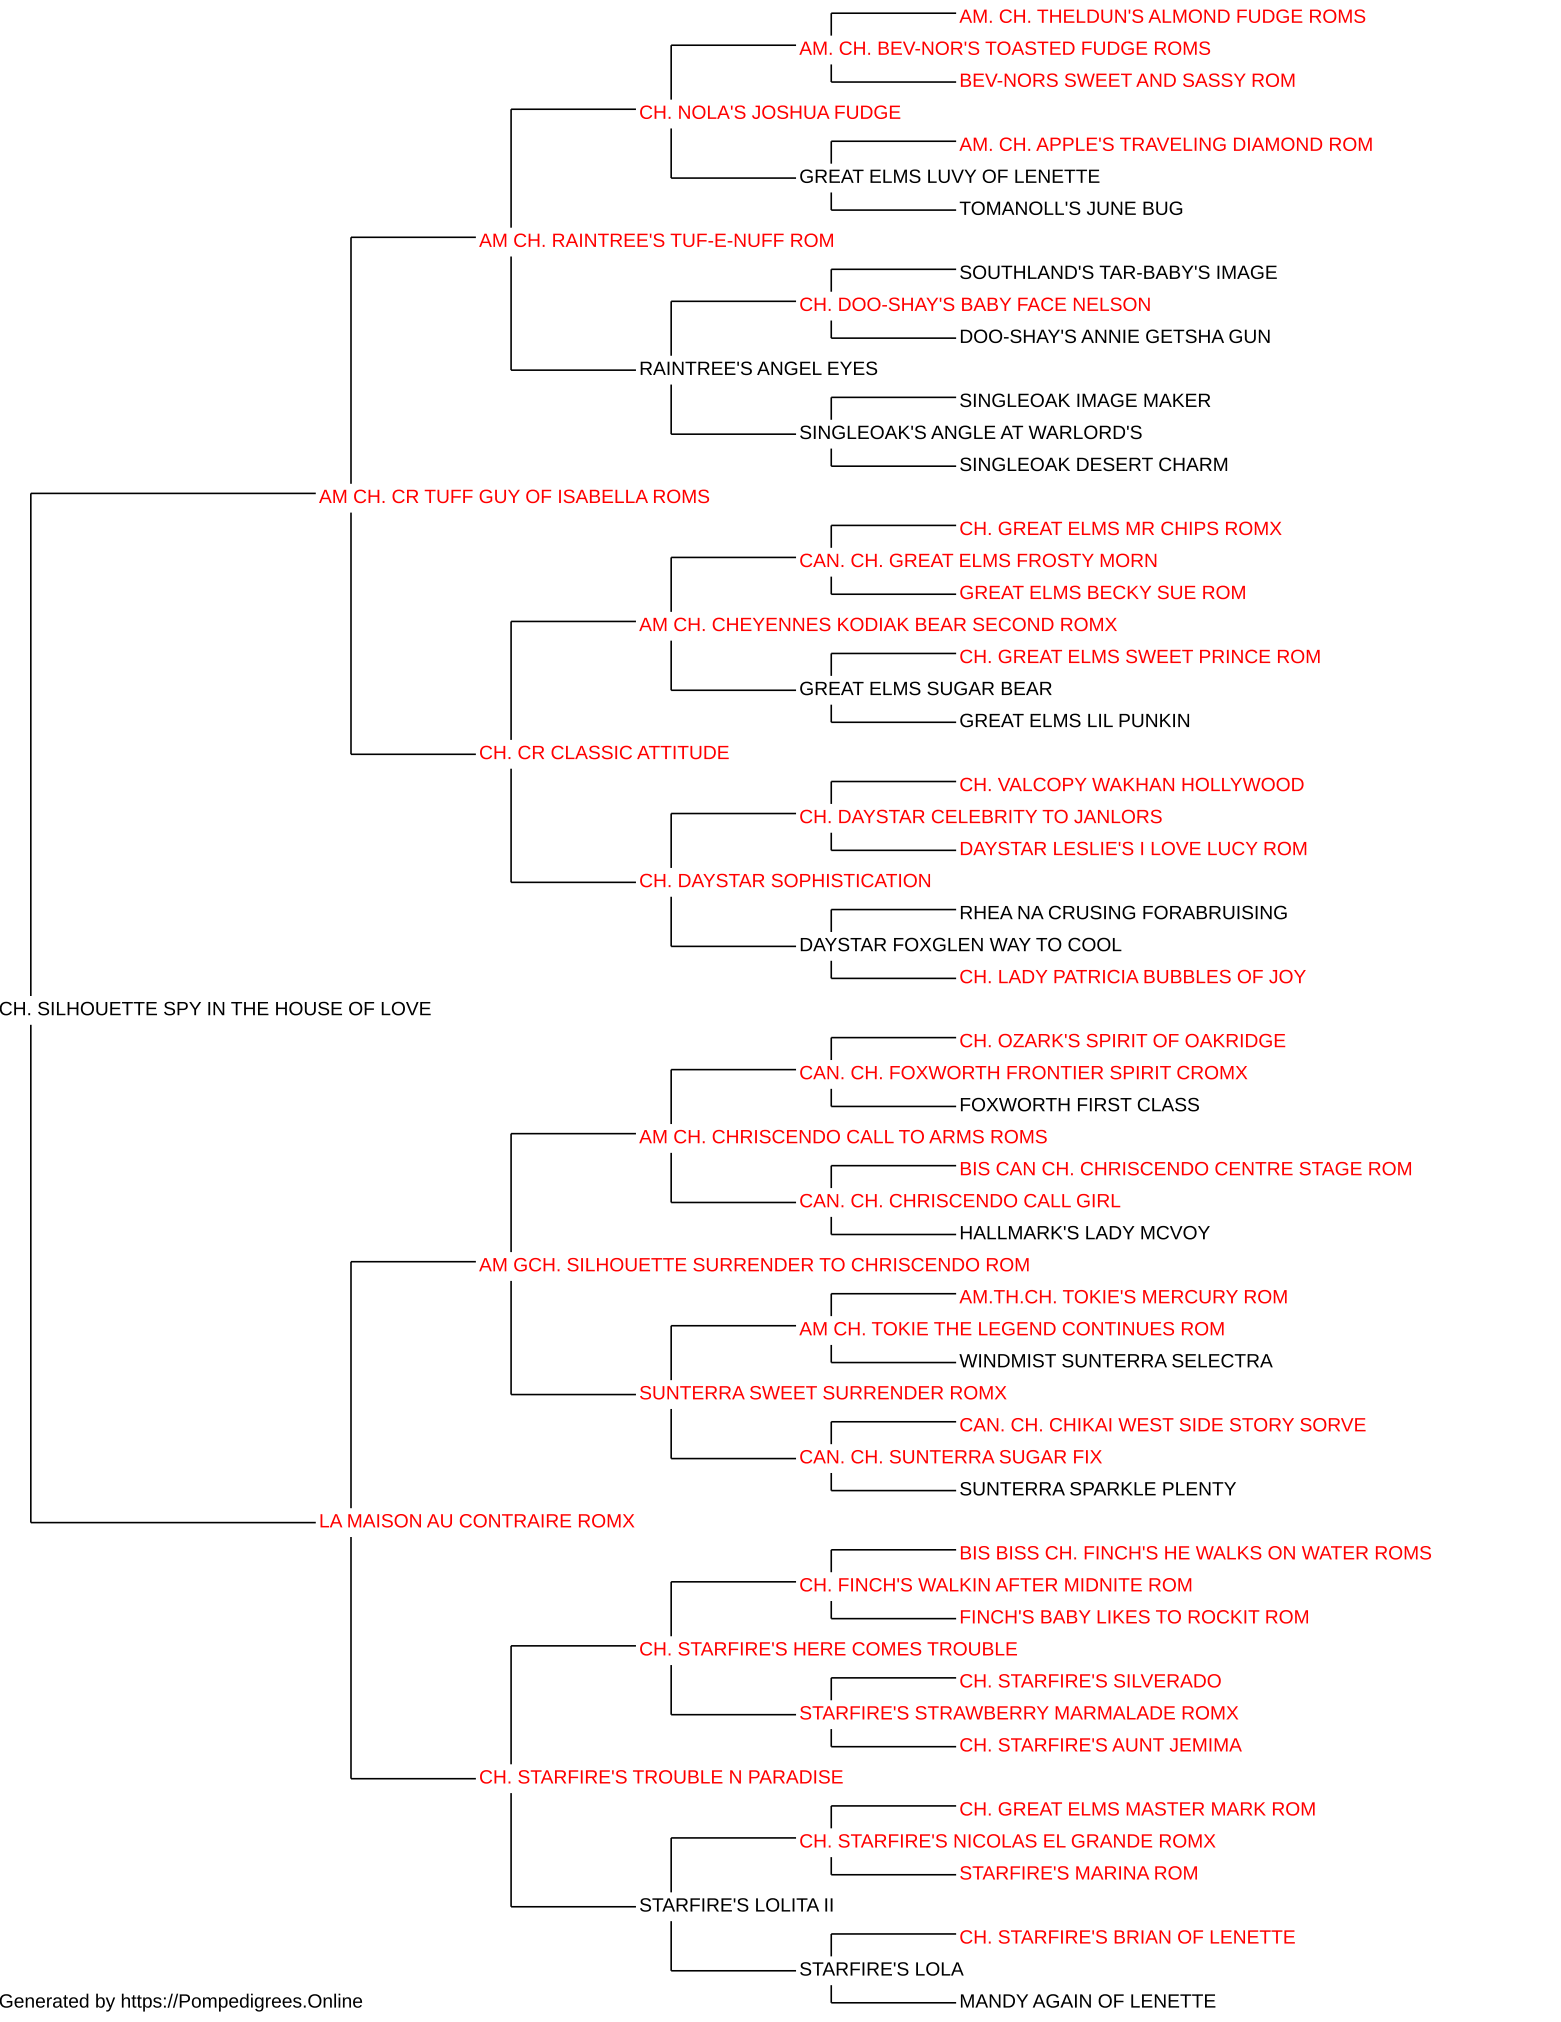 AM. CH. THELDUN'S ALMOND FUDGE ROMS
AM. CH. BEV-NOR'S TOASTED FUDGE ROMS
BEV-NORS SWEET AND SASSY ROM
CH. NOLA'S JOSHUA FUDGE
AM. CH. APPLE'S TRAVELING DIAMOND ROM
GREAT ELMS LUVY OF LENETTE
TOMANOLL'S JUNE BUG
AM CH. RAINTREE'S TUF-E-NUFF ROM
SOUTHLAND'S TAR-BABY'S IMAGE
CH. DOO-SHAY'S BABY FACE NELSON
DOO-SHAY'S ANNIE GETSHA GUN
RAINTREE'S ANGEL EYES
SINGLEOAK IMAGE MAKER
SINGLEOAK'S ANGLE AT WARLORD'S
SINGLEOAK DESERT CHARM
AM CH. CR TUFF GUY OF ISABELLA ROMS
CH. GREAT ELMS MR CHIPS ROMX
CAN. CH. GREAT ELMS FROSTY MORN
GREAT ELMS BECKY SUE ROM
AM CH. CHEYENNES KODIAK BEAR SECOND ROMX
CH. GREAT ELMS SWEET PRINCE ROM
GREAT ELMS SUGAR BEAR
GREAT ELMS LIL PUNKIN
CH. CR CLASSIC ATTITUDE
CH. VALCOPY WAKHAN HOLLYWOOD
CH. DAYSTAR CELEBRITY TO JANLORS
DAYSTAR LESLIE'S I LOVE LUCY ROM
CH. DAYSTAR SOPHISTICATION
RHEA NA CRUSING FORABRUISING
DAYSTAR FOXGLEN WAY TO COOL
CH. LADY PATRICIA BUBBLES OF JOY
CH. SILHOUETTE SPY IN THE HOUSE OF LOVE
CH. OZARK'S SPIRIT OF OAKRIDGE
CAN. CH. FOXWORTH FRONTIER SPIRIT CROMX
FOXWORTH FIRST CLASS
AM CH. CHRISCENDO CALL TO ARMS ROMS
BIS CAN CH. CHRISCENDO CENTRE STAGE ROM
CAN. CH. CHRISCENDO CALL GIRL
HALLMARK'S LADY MCVOY
AM GCH. SILHOUETTE SURRENDER TO CHRISCENDO ROM
AM.TH.CH. TOKIE'S MERCURY ROM
AM CH. TOKIE THE LEGEND CONTINUES ROM
WINDMIST SUNTERRA SELECTRA
SUNTERRA SWEET SURRENDER ROMX
CAN. CH. CHIKAI WEST SIDE STORY SORVE
CAN. CH. SUNTERRA SUGAR FIX
SUNTERRA SPARKLE PLENTY
LA MAISON AU CONTRAIRE ROMX
BIS BISS CH. FINCH'S HE WALKS ON WATER ROMS
CH. FINCH'S WALKIN AFTER MIDNITE ROM
FINCH'S BABY LIKES TO ROCKIT ROM
CH. STARFIRE'S HERE COMES TROUBLE
CH. STARFIRE'S SILVERADO
STARFIRE'S STRAWBERRY MARMALADE ROMX
CH. STARFIRE'S AUNT JEMIMA
CH. STARFIRE'S TROUBLE N PARADISE
CH. GREAT ELMS MASTER MARK ROM
CH. STARFIRE'S NICOLAS EL GRANDE ROMX
STARFIRE'S MARINA ROM
STARFIRE'S LOLITA II
CH. STARFIRE'S BRIAN OF LENETTE
STARFIRE'S LOLA
MANDY AGAIN OF LENETTE
Generated by https://Pompedigrees.Online